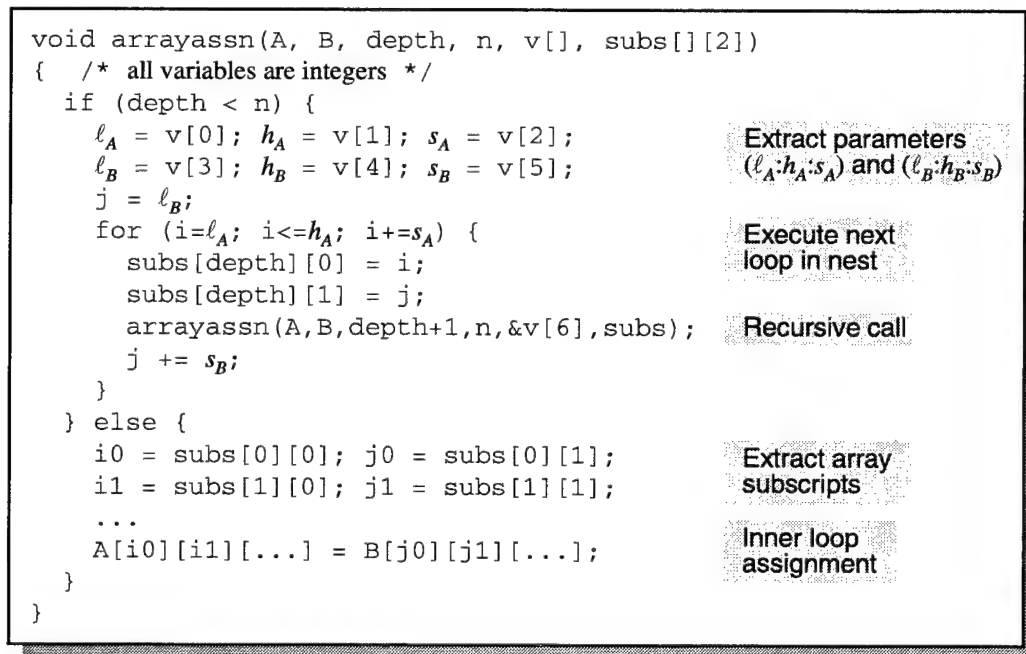 void arrayassn(A, B, depth, n, v[], subs[][2])
{ /* all variables are integers */
if (depth < n) {
ℓA = v[0]; hA = v[1]; sA = v[2]; Extract parameters
ℓB = v[3]; hB = v[4]; sB = v[5]; (ℓA:hA:sA) and (ℓB:hB:sB)
j = ℓB;
for (i=ℓA; i<=hA; i+=sA) { Execute next
subs[depth][0] = i; loop in nest
subs[depth][1] = j;
arrayassn(A,B,depth+1,n,&v[6],subs); Recursive call
j += sB;
}
} else {
i0 = subs[0][0]; j0 = subs[0][1]; Extract array
i1 = subs[1][0]; j1 = subs[1][1]; subscripts
...
A[i0][i1][...] = B[j0][j1][...]; Inner loop
assignment
}
}